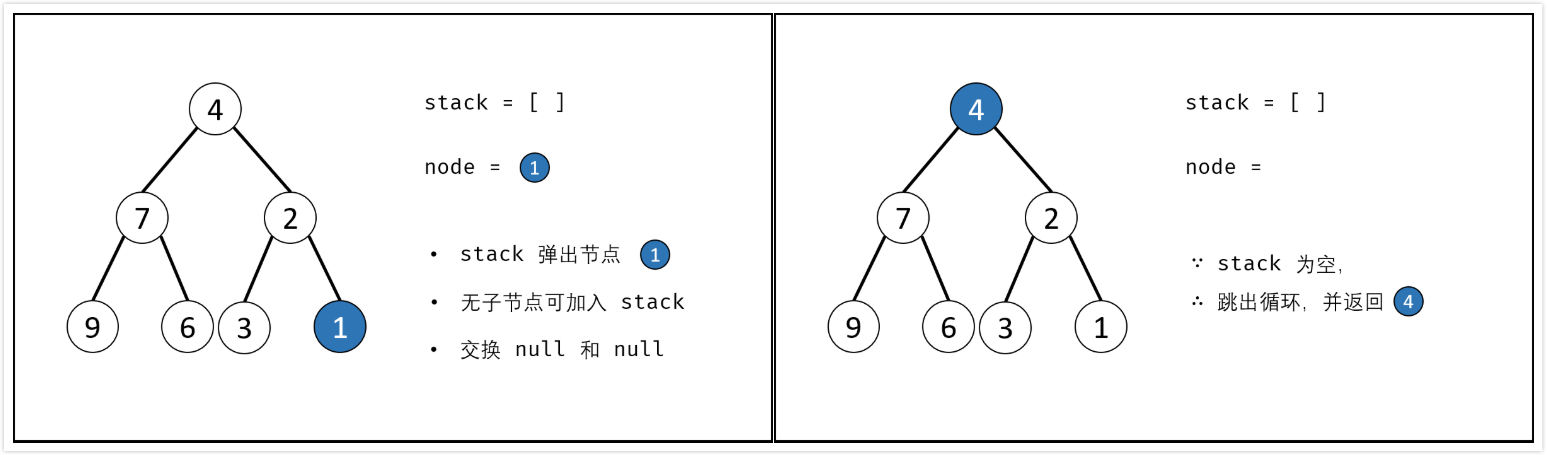 4
7 2
9 6 3 1
stack = [ ]
node = 1
• stack 弹出节点 1
• 无子节点可加入 stack
• 交换 null 和 null
4
7 2
9 6 3 1
stack = [ ]
node =
∵ stack 为空，
∴ 跳出循环，并返回 4